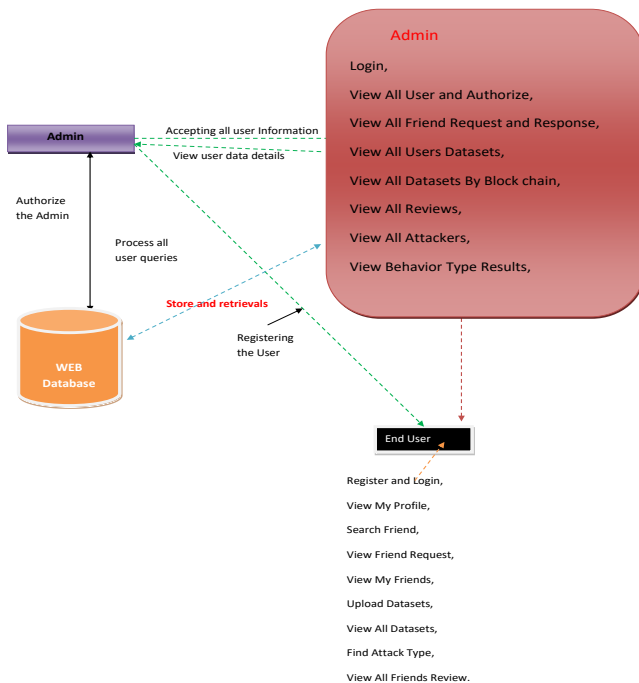 Admin
Login,
View All User and Authorize,
View All Friend Request and Response,
View All Users Datasets,
View All Datasets By Block chain,
View All Reviews,
View All Attackers,
View Behavior Type Results,
Admin
Accepting all user Information
View user data details
Authorize
the Admin
Process all
user queries
Store and retrievals
Registering
the User
WEB
Database
End User
Register and Login,
View My Profile,
Search Friend,
View Friend Request,
View My Friends,
Upload Datasets,
View All Datasets,
Find Attack Type,
View All Friends Review.